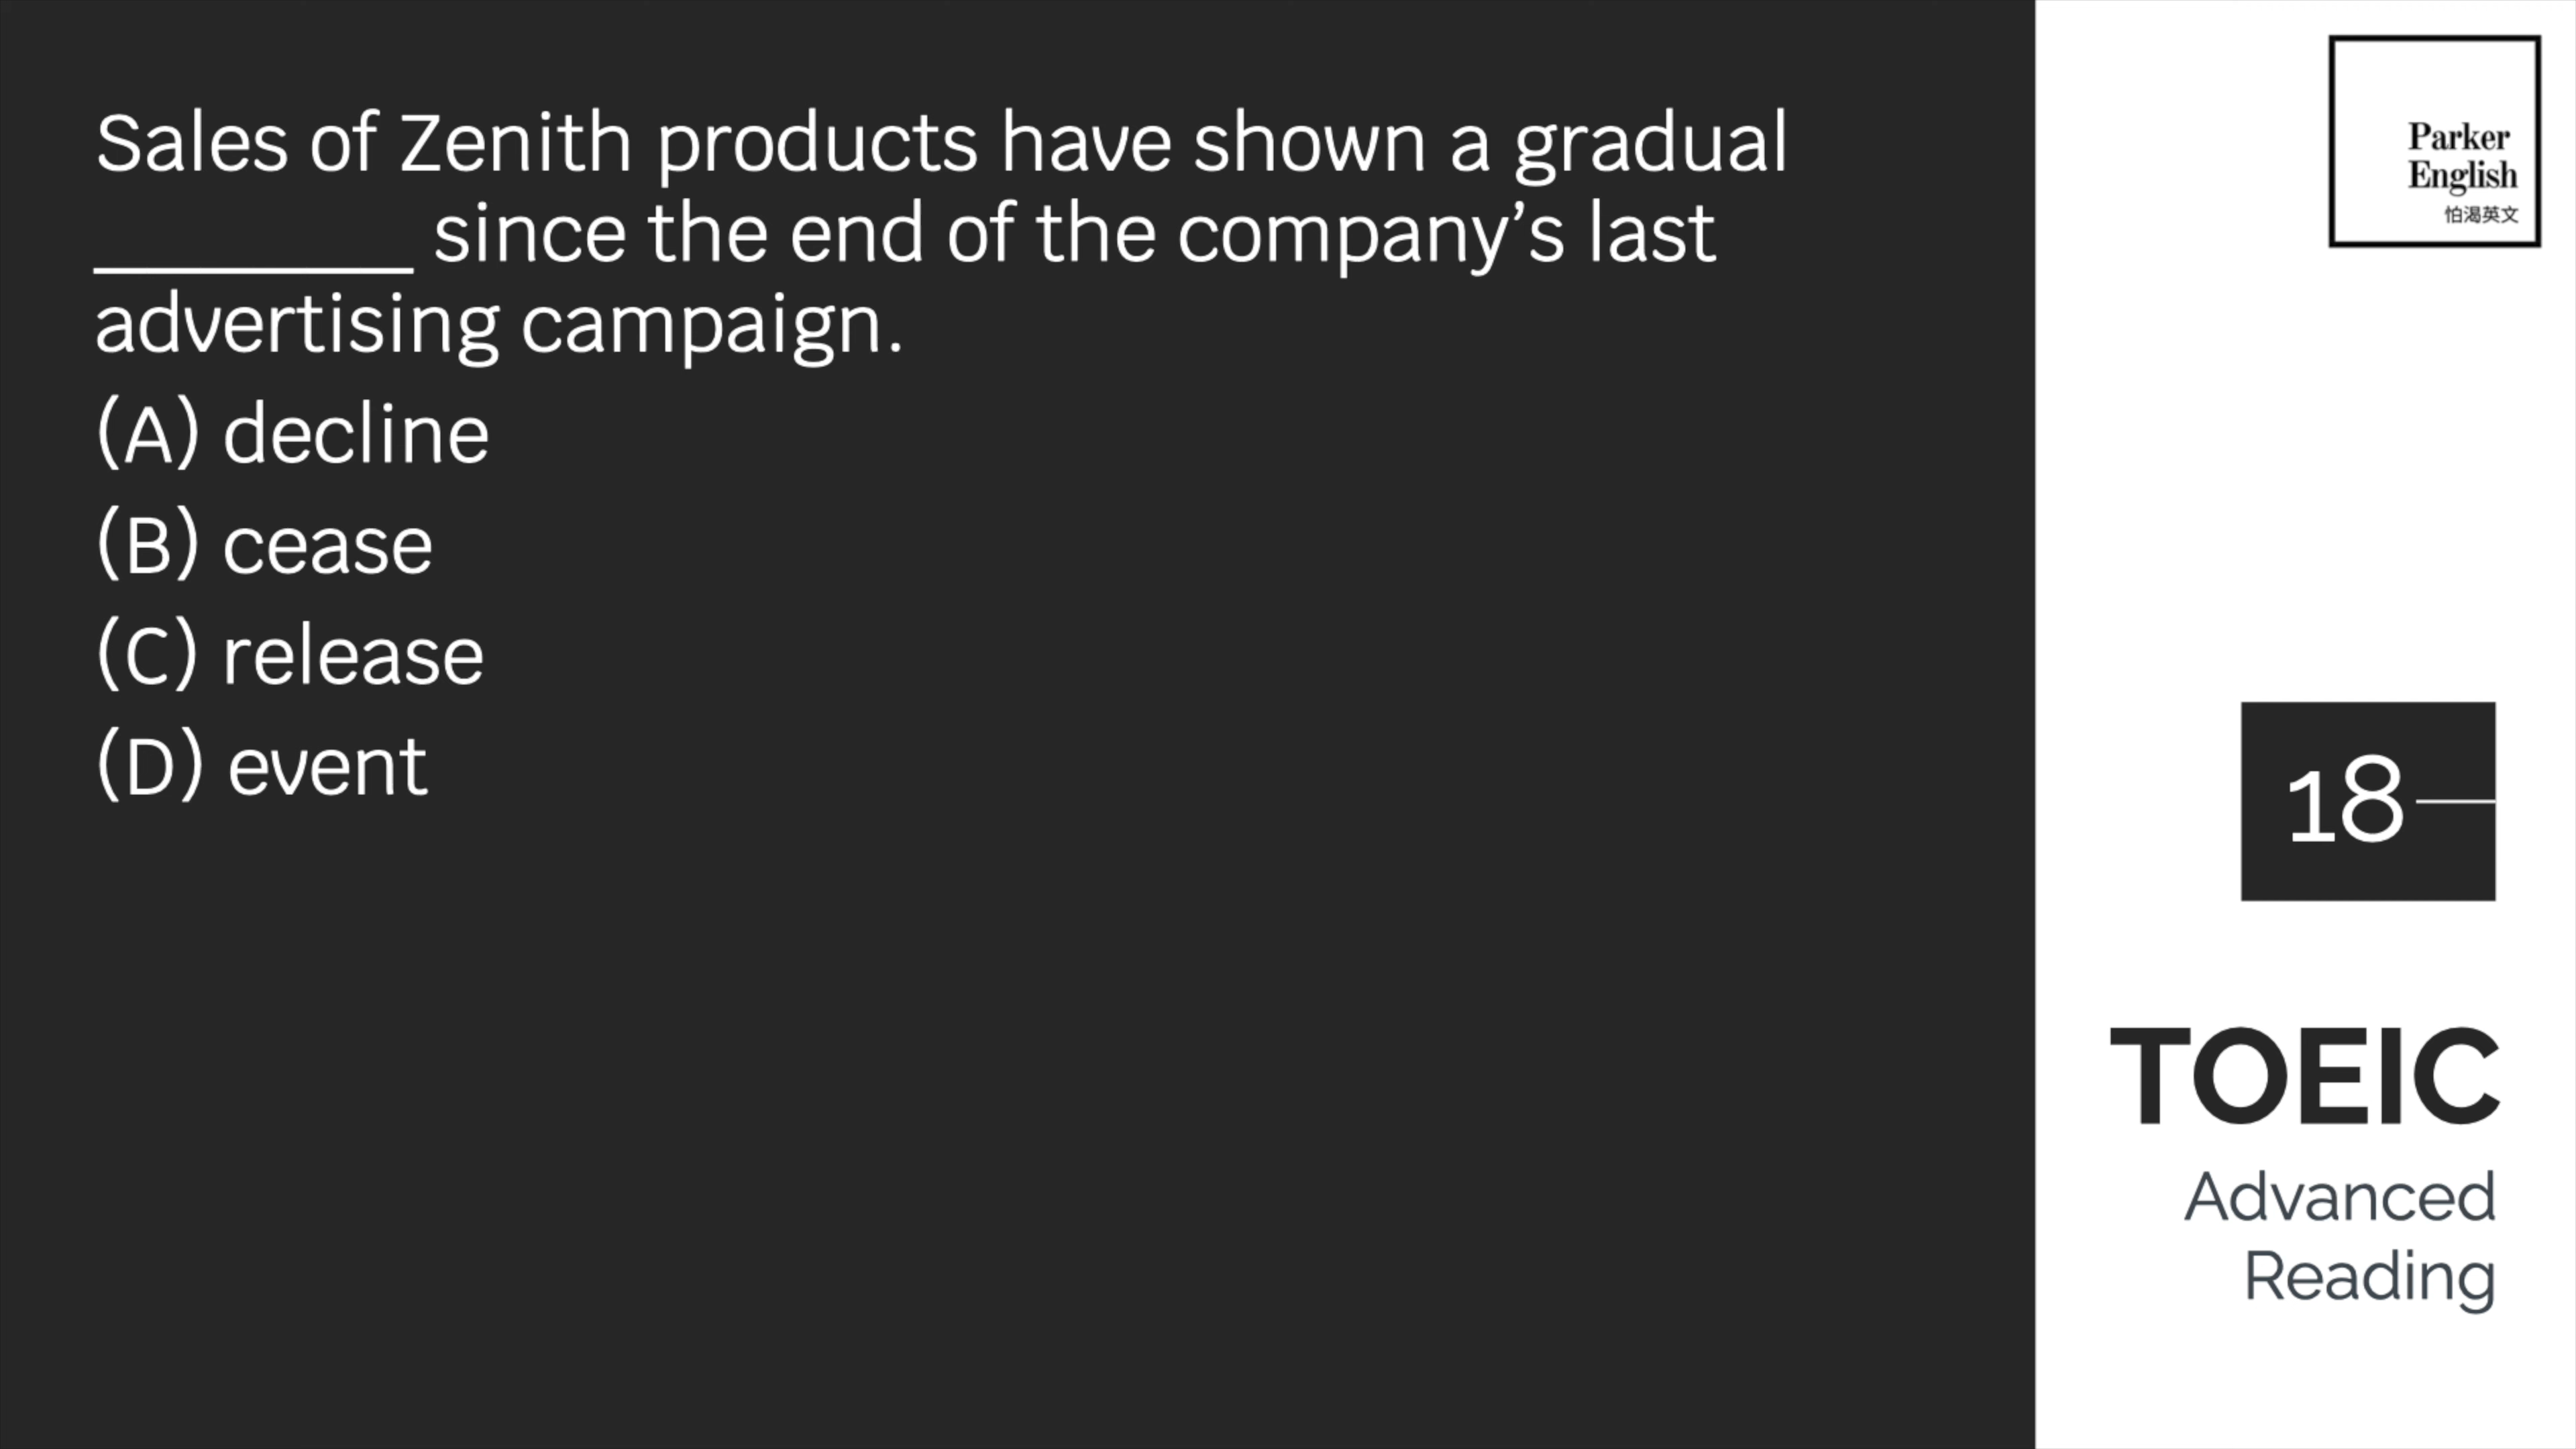 Sales of Zenith products have shown a gradual
__________ since the end of the company’s last
advertising campaign.
(A) decline
(B) cease
(C) release
(D) event
Parker
English
怕渴英文
18
TOEIC
Advanced
Reading